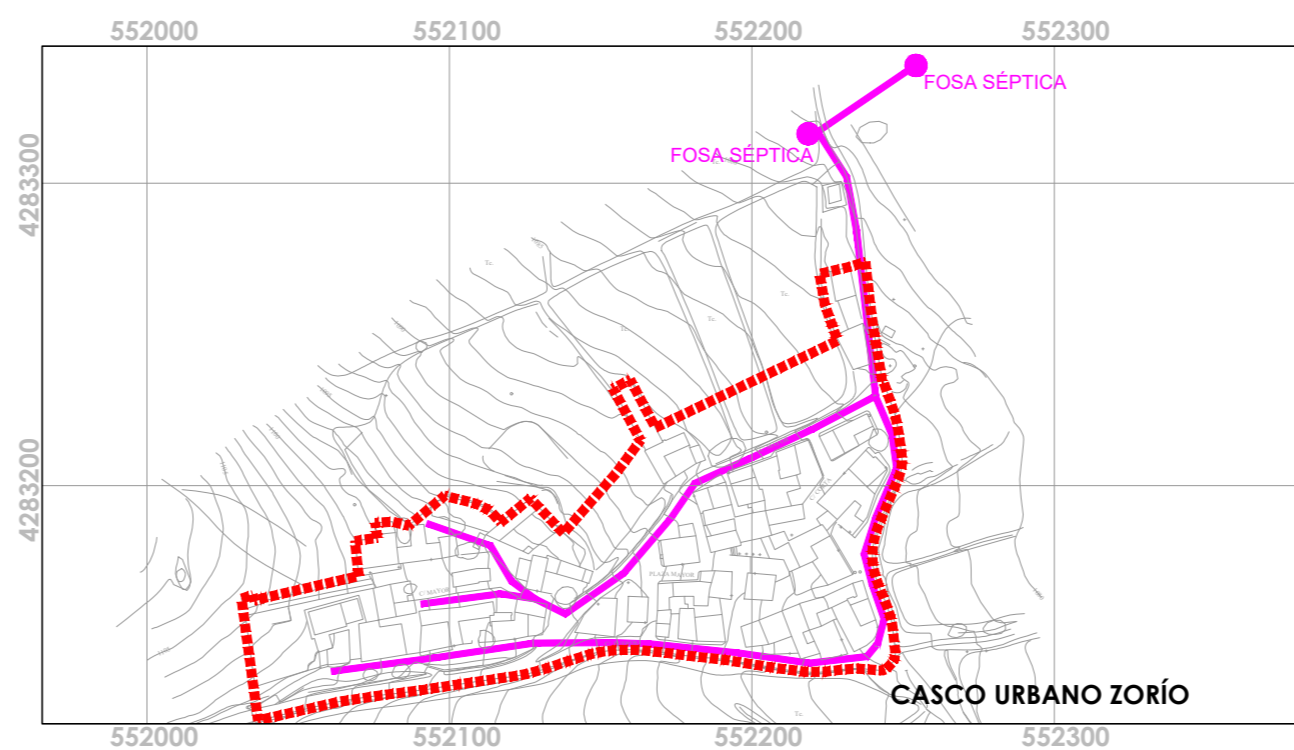 552000 552100 552200 552300
FOSA SÉPTICA
FOSA SÉPTICA
4283300
T.c.
T.c.
T.c.
T.c.
4283200
PLAZA MAYOR
C/ MAYOR
CASCO URBANO ZORÍO
T.c.
552000 552100 552200 552300